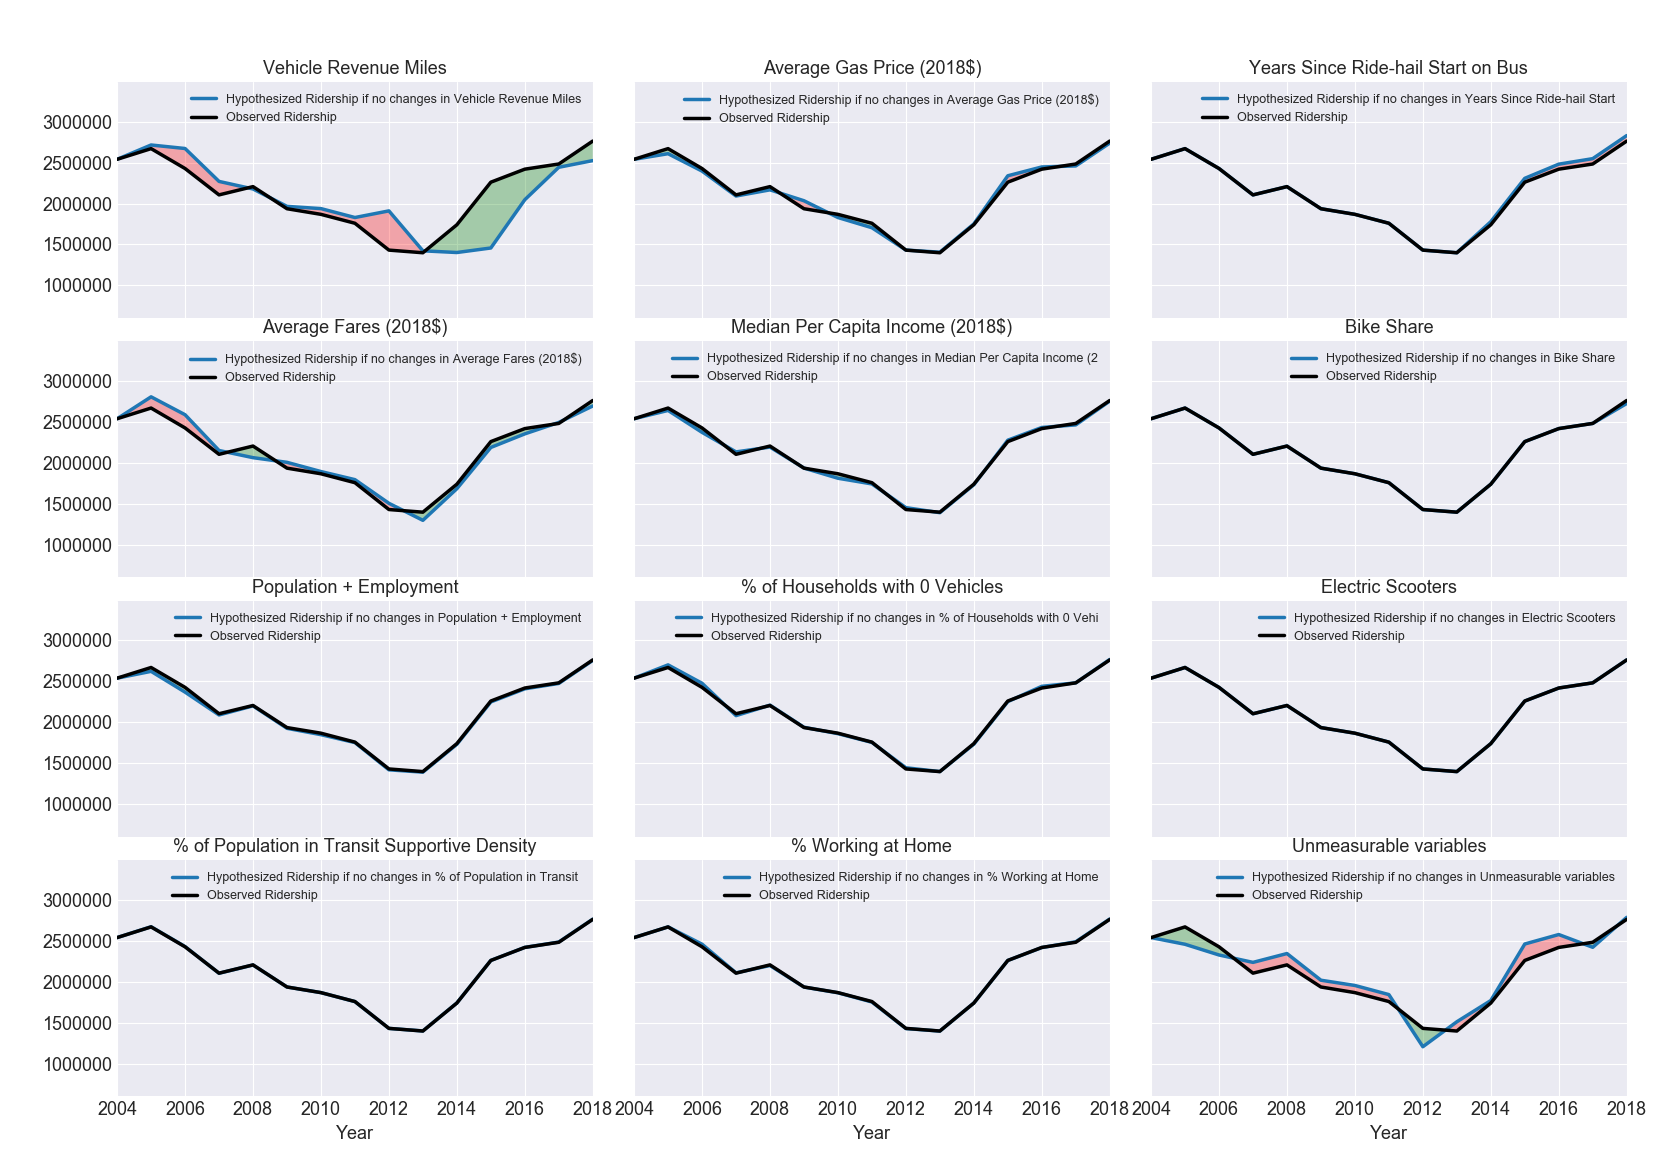 Vehicle Revenue Miles
Hypothesized Ridership if no changes in Vehicle Revenue Miles
Observed Ridership
3000000
2500000
2000000
1500000
1000000
Average Gas Price (2018$)
Hypothesized Ridership if no changes in Average Gas Price (2018$)
Observed Ridership
Years Since Ride-hail Start on Bus
Hypothesized Ridership if no changes in Years Since Ride-hail Start
Observed Ridership
Average Fares (2018$)
Hypothesized Ridership if no changes in Average Fares (2018$)
Observed Ridership
3000000
2500000
2000000
1500000
1000000
Median Per Capita Income (2018$)
Hypothesized Ridership if no changes in Median Per Capita Income (2
Observed Ridership
Bike Share
Hypothesized Ridership if no changes in Bike Share
Observed Ridership
Population + Employment
Hypothesized Ridership if no changes in Population + Employment
Observed Ridership
3000000
2500000
2000000
1500000
1000000
% of Households with 0 Vehicles
Hypothesized Ridership if no changes in % of Households with 0 Vehi
Observed Ridership
Electric Scooters
Hypothesized Ridership if no changes in Electric Scooters
Observed Ridership
% of Population in Transit Supportive Density
Hypothesized Ridership if no changes in % of Population in Transit
Observed Ridership
3000000
2500000
2000000
1500000
1000000
2004 2006 2008 2010 2012 2014 2016 2018
Year
% Working at Home
Hypothesized Ridership if no changes in % Working at Home
Observed Ridership
2004 2006 2008 2010 2012 2014 2016 2018
Year
Unmeasurable variables
Hypothesized Ridership if no changes in Unmeasurable variables
Observed Ridership
2004 2006 2008 2010 2012 2014 2016 2018
Year